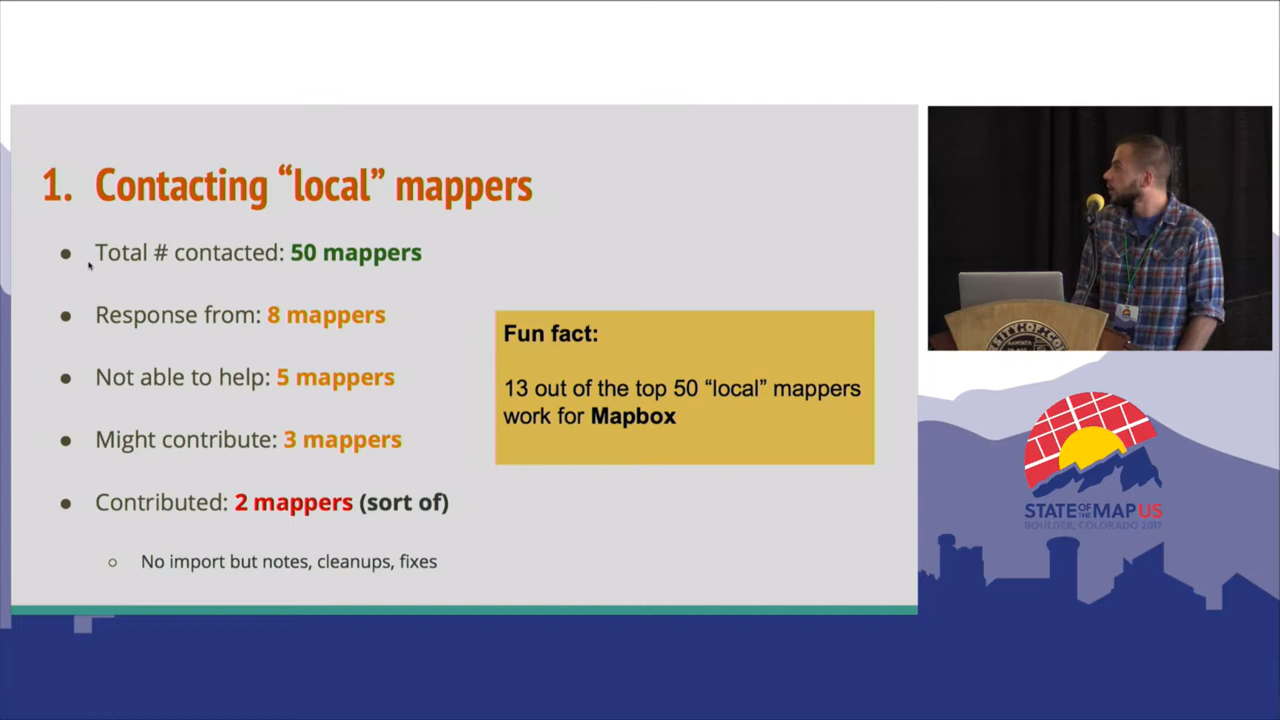 1. Contacting “local” mappers
● Total # contacted: 50 mappers
● Response from: 8 mappers
● Not able to help: 5 mappers
● Might contribute: 3 mappers
● Contributed: 2 mappers (sort of)
○ No import but notes, cleanups, fixes
Fun fact:
13 out of the top 50 “local” mappers
work for Mapbox
STATE OF THE MAP US
BOULDER, COLORADO 2017